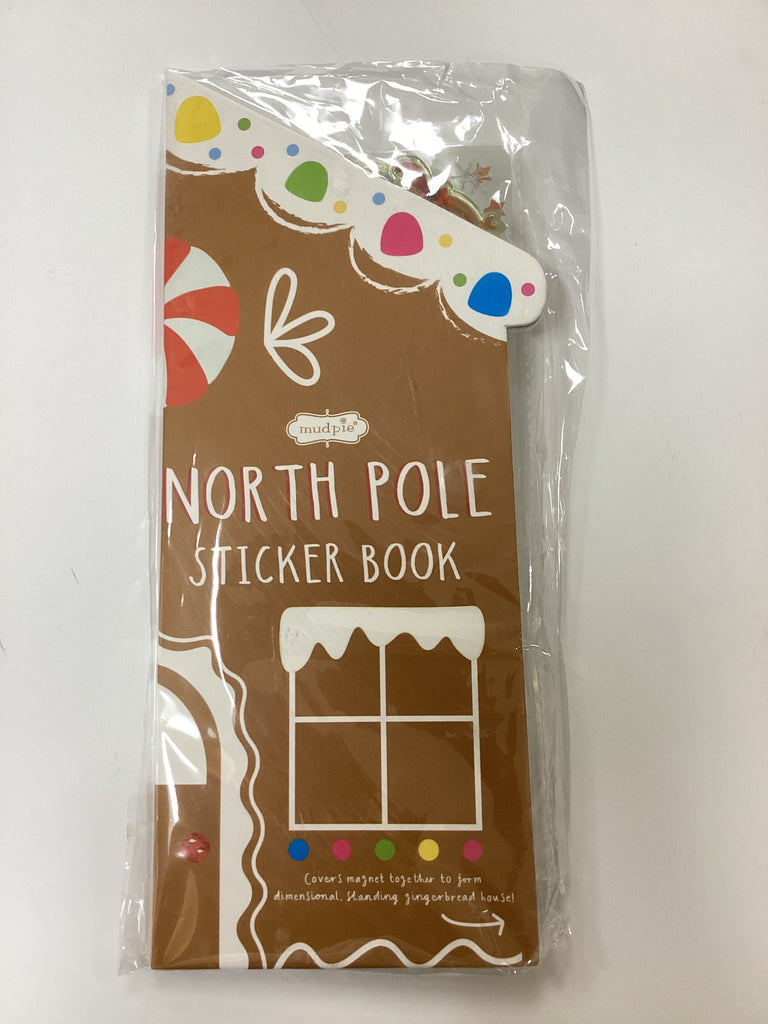 mudpie®
NORTH POLE
STICKER BOOK
Covers magnet together to form
dimensional, standing gingerbread house!